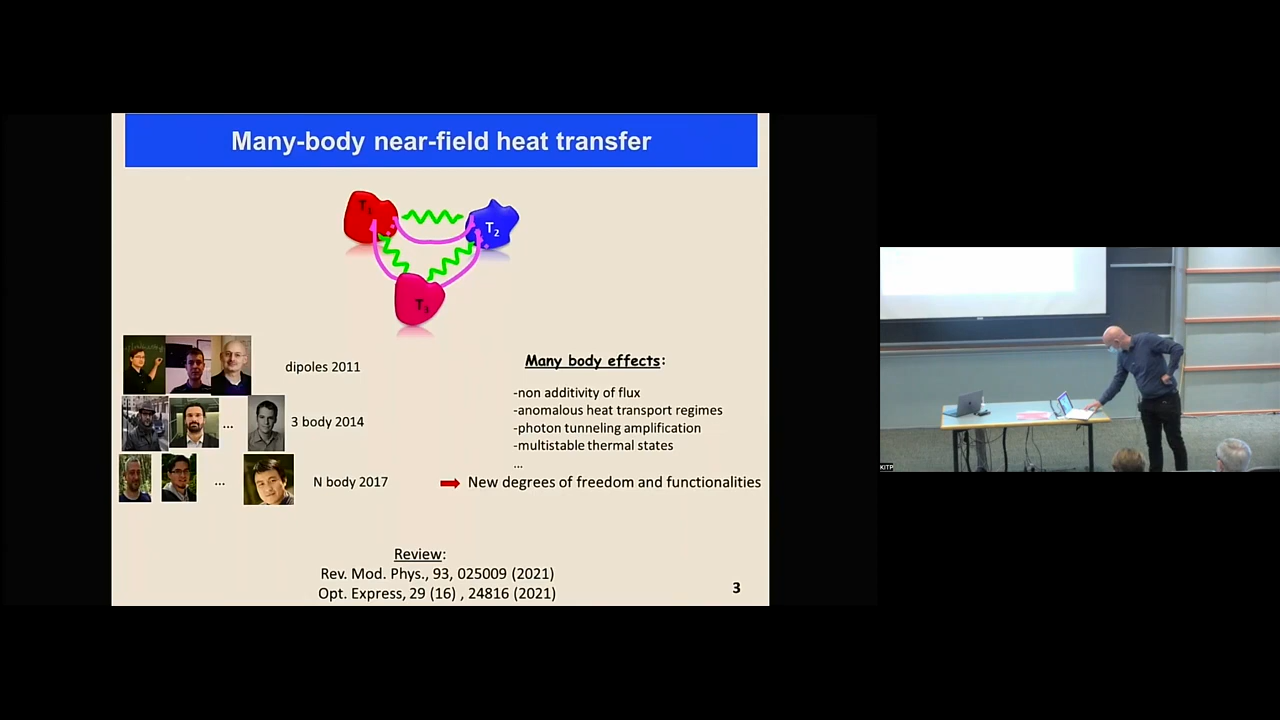 Many-body near-field heat transfer
T1
T2
T3
dipoles 2011
...
3 body 2014
...
N body 2017
Many body effects:
-non additivity of flux
-anomalous heat transport regimes
-photon tunneling amplification
-multistable thermal states
...
New degrees of freedom and functionalities
Review:
Rev. Mod. Phys., 93, 025009 (2021)
Opt. Express, 29 (16) , 24816 (2021)
3
KITP